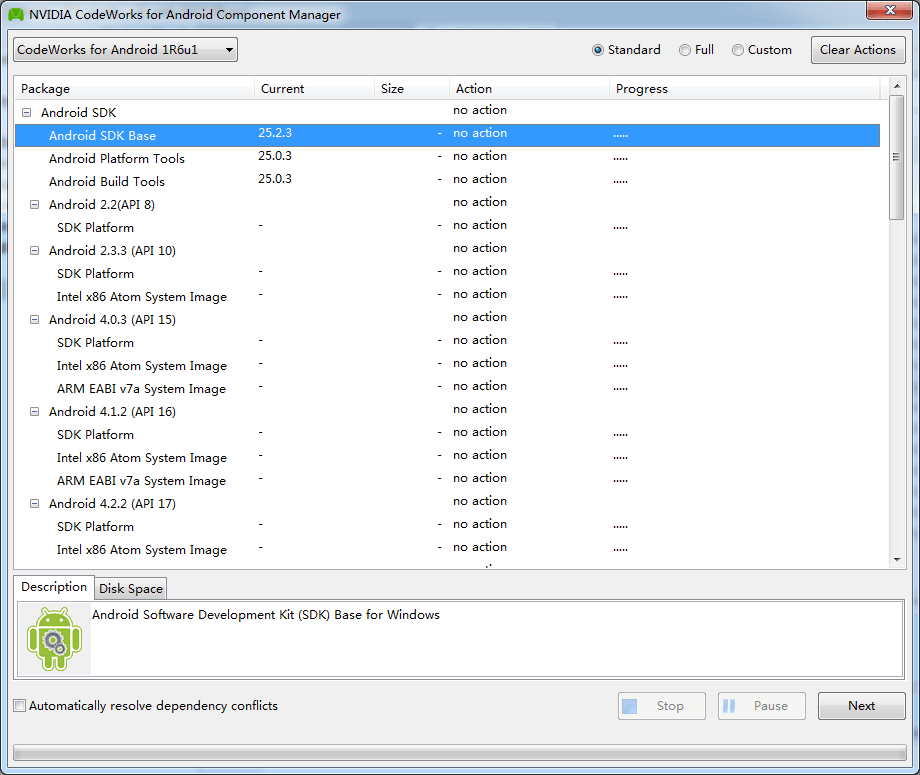 NVIDIA CodeWorks for Android Component Manager
CodeWorks for Android 1R6u1 Standard Full Custom Clear Actions
Package Current Size Action Progress
Android SDK no action
Android SDK Base 25.2.3 - no action .....
Android Platform Tools 25.0.3 - no action .....
Android Build Tools 25.0.3 - no action .....
Android 2.2(API 8) no action
SDK Platform - - no action .....
Android 2.3.3 (API 10) no action
SDK Platform - - no action .....
Intel x86 Atom System Image - - no action .....
Android 4.0.3 (API 15) no action
SDK Platform - - no action .....
Intel x86 Atom System Image - - no action .....
ARM EABI v7a System Image - - no action .....
Android 4.1.2 (API 16) no action
SDK Platform - - no action .....
Intel x86 Atom System Image - - no action .....
ARM EABI v7a System Image - - no action .....
Android 4.2.2 (API 17) no action
SDK Platform - - no action .....
Intel x86 Atom System Image - - no action .....
Description Disk Space
Android Software Development Kit (SDK) Base for Windows
Automatically resolve dependency conflicts Stop Pause Next